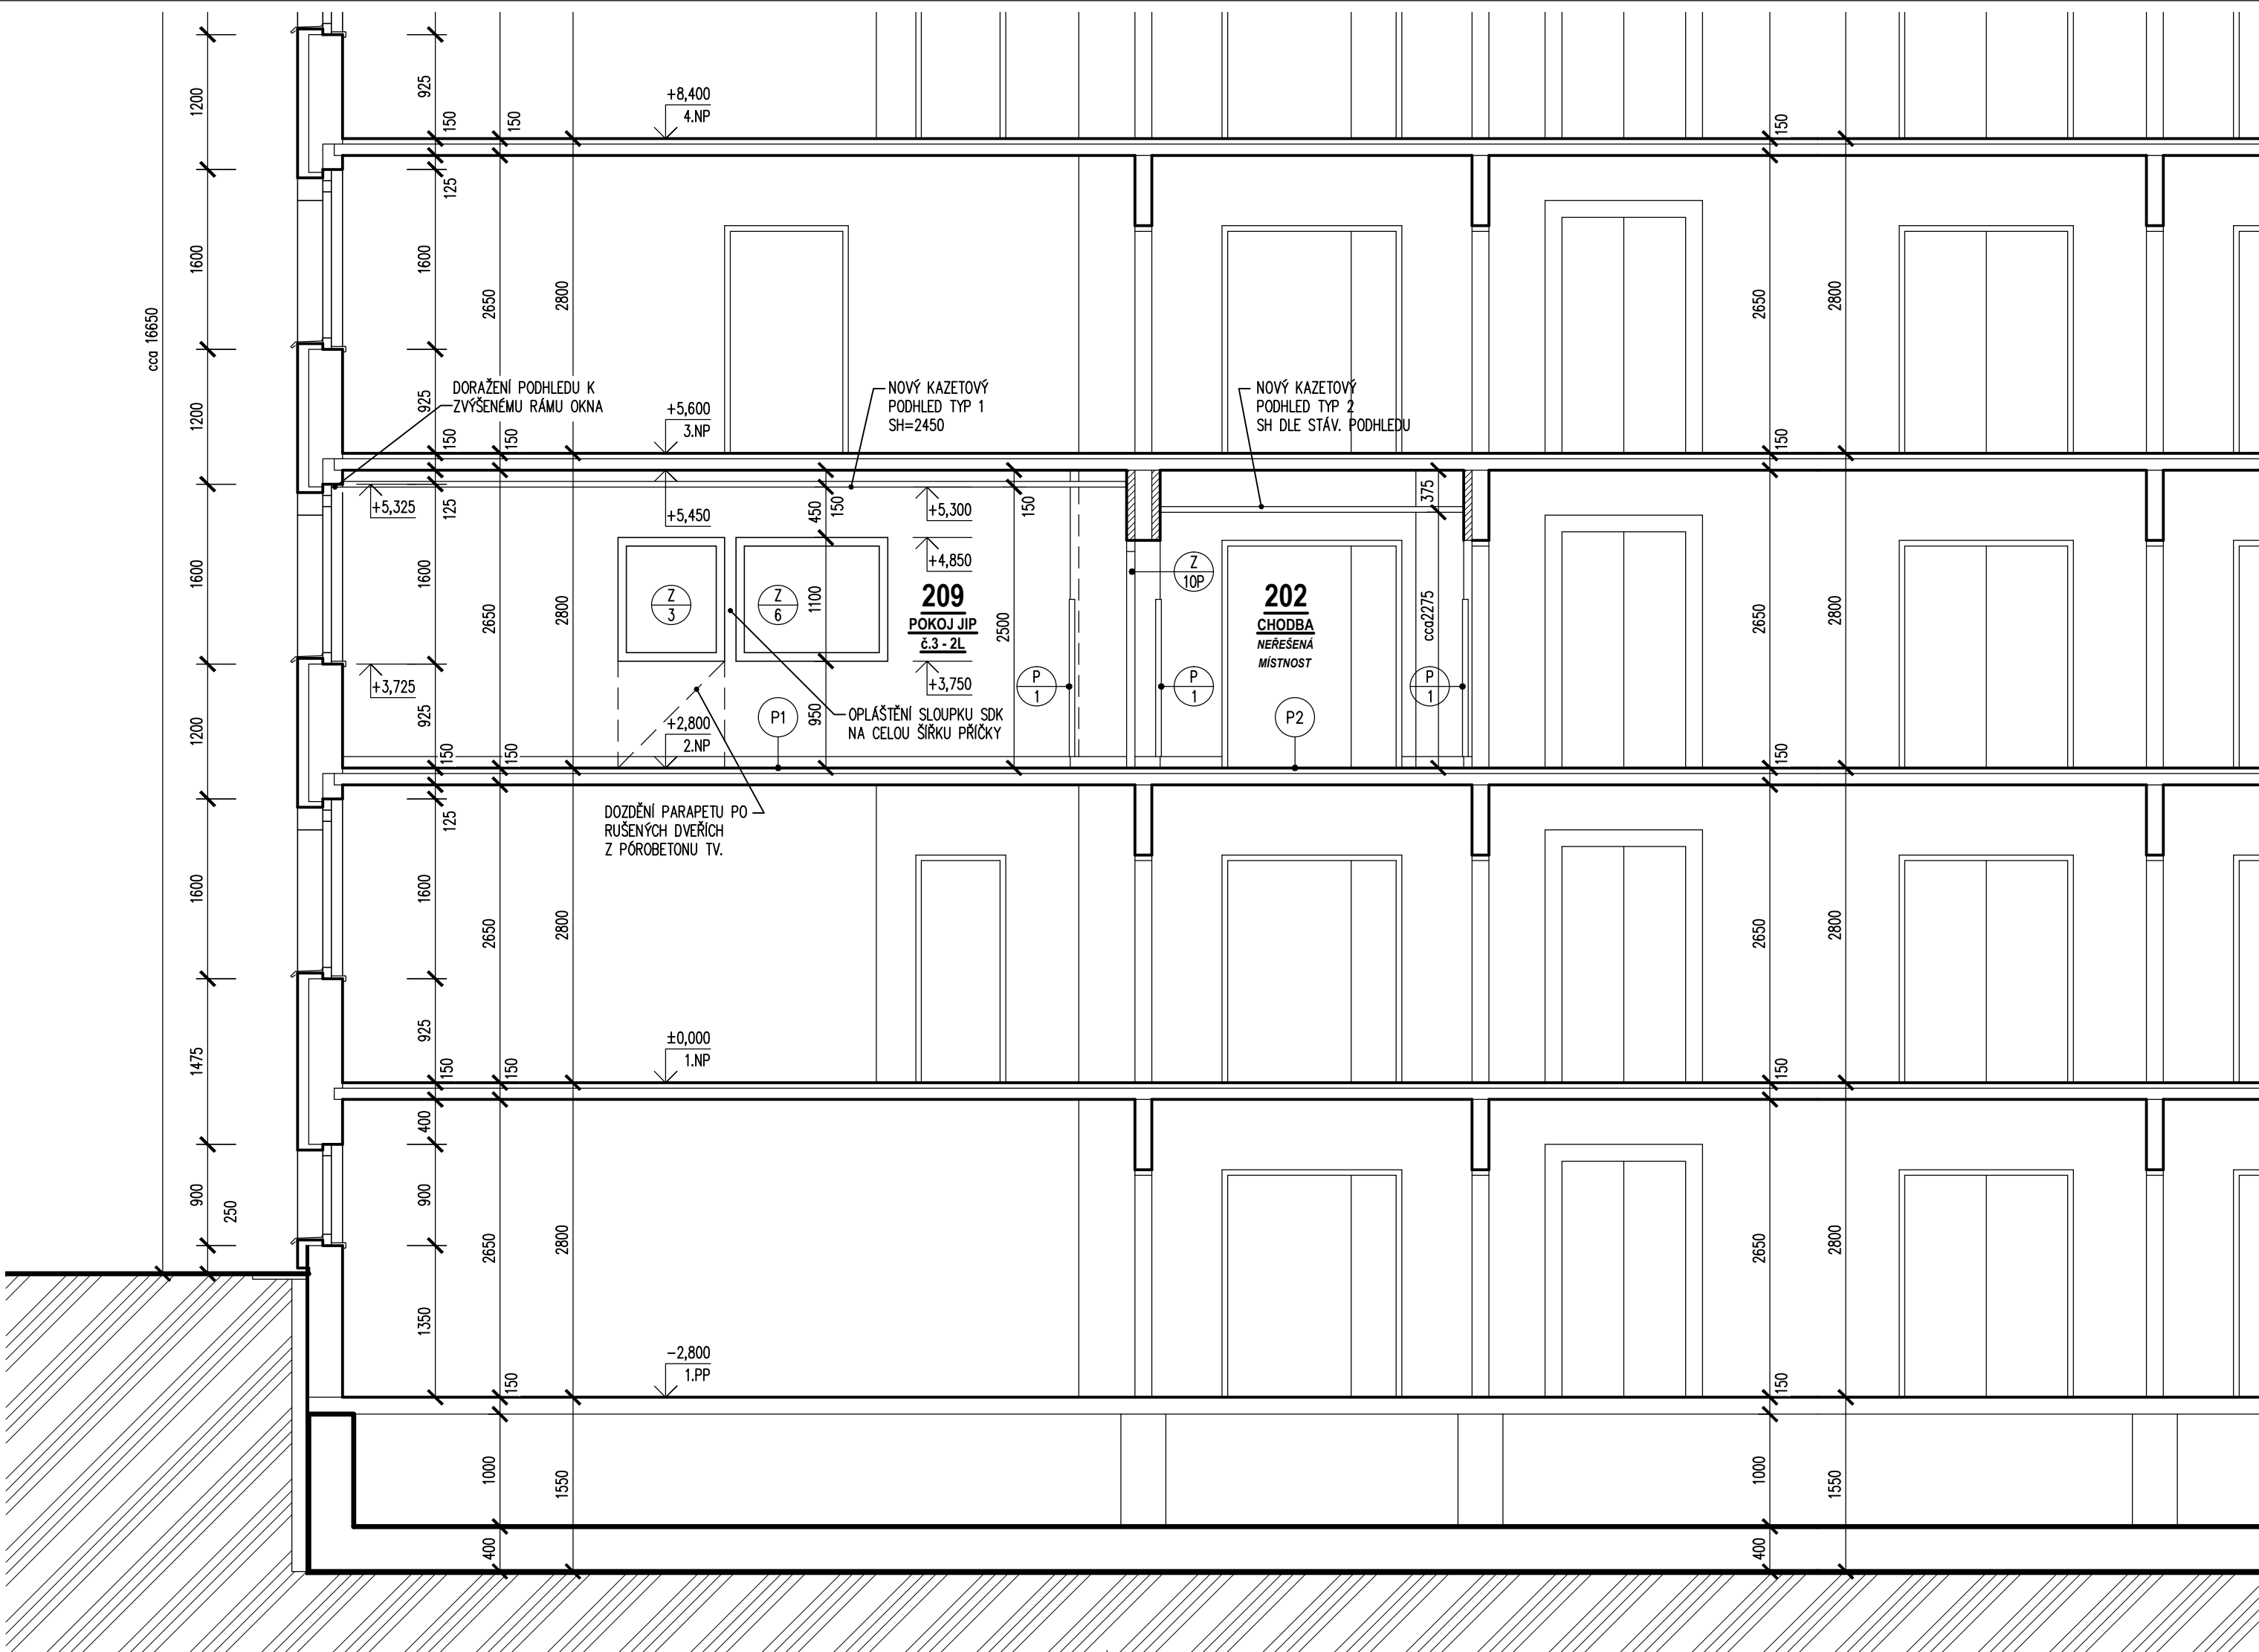 1200
925
150
150
+8,400
4.NP
150
125
1600
1600
2650
2800
2650
2800
cca 16650
DORAŽENÍ PODHLEDU K
ZVÝŠENÉMU RÁMU OKNA
NOVÝ KAZETOVÝ
PODHLED TYP 1
SH=2450
NOVÝ KAZETOVÝ
PODHLED TYP 2
SH DLE STÁV. PODHLEDU
1200
925
150
150
+5,600
3.NP
150
+5,325
125
+5,450
450
150
+5,300
150
375
+4,850
1600
1600
2650
2800
Z
3
Z
6
1100
209
POKOJ JIP
č.3 - 2L
2500
Z
10P
202
CHODBA
NEŘEŠENÁ
MÍSTNOST
cca2275
2650
2800
+3,725
+3,750
P
1
P
1
P
1
1200
925
150
150
+2,800
2.NP
P1
950
OPLÁŠTĚNÍ SLOUPKU SDK
NA CELOU ŠÍŘKU PŘÍČKY
P2
150
125
DOZDĚNÍ PARAPETU PO
RUŠENÝCH DVEŘÍCH
Z PÓROBETONU TV.
1600
1600
2650
2800
2650
2800
1475
925
150
150
±0,000
1.NP
150
400
900
250
900
2650
2800
2650
2800
1350
150
-2,800
1.PP
150
1000
1550
1000
1550
400
400